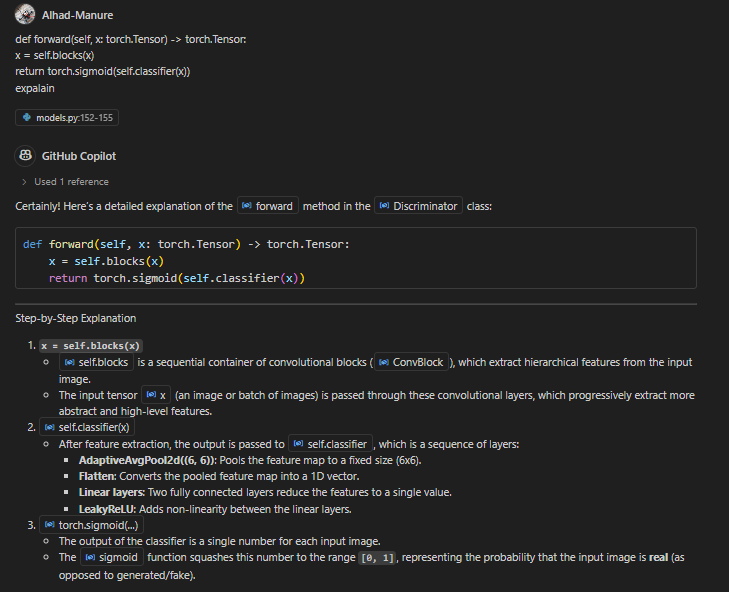 Alhad-Manure
def forward(self, x: torch.Tensor) -> torch.Tensor:
x = self.blocks(x)
return torch.sigmoid(self.classifier(x))
expalain
models.py:152-155
GitHub Copilot
Used 1 reference
Certainly! Here's a detailed explanation of the forward method in the Discriminator class:
def forward(self, x: torch.Tensor) -> torch.Tensor:
x = self.blocks(x)
return torch.sigmoid(self.classifier(x))
Step-by-Step Explanation
1. x = self.blocks(x)
self.blocks is a sequential container of convolutional blocks ( ConvBlock ), which extract hierarchical features from the input
image.
The input tensor x (an image or batch of images) is passed through these convolutional layers, which progressively extract more
abstract and high-level features.
2. self.classifier(x)
After feature extraction, the output is passed to self.classifier , which is a sequence of layers:
AdaptiveAvgPool2d((6, 6)): Pools the feature map to a fixed size (6x6).
Flatten: Converts the pooled feature map into a 1D vector.
Linear layers: Two fully connected layers reduce the features to a single value.
LeakyReLU: Adds non-linearity between the linear layers.
3. torch.sigmoid(...)
The output of the classifier is a single number for each input image.
The sigmoid function squashes this number to the range [0, 1], representing the probability that the input image is real (as
opposed to generated/fake).